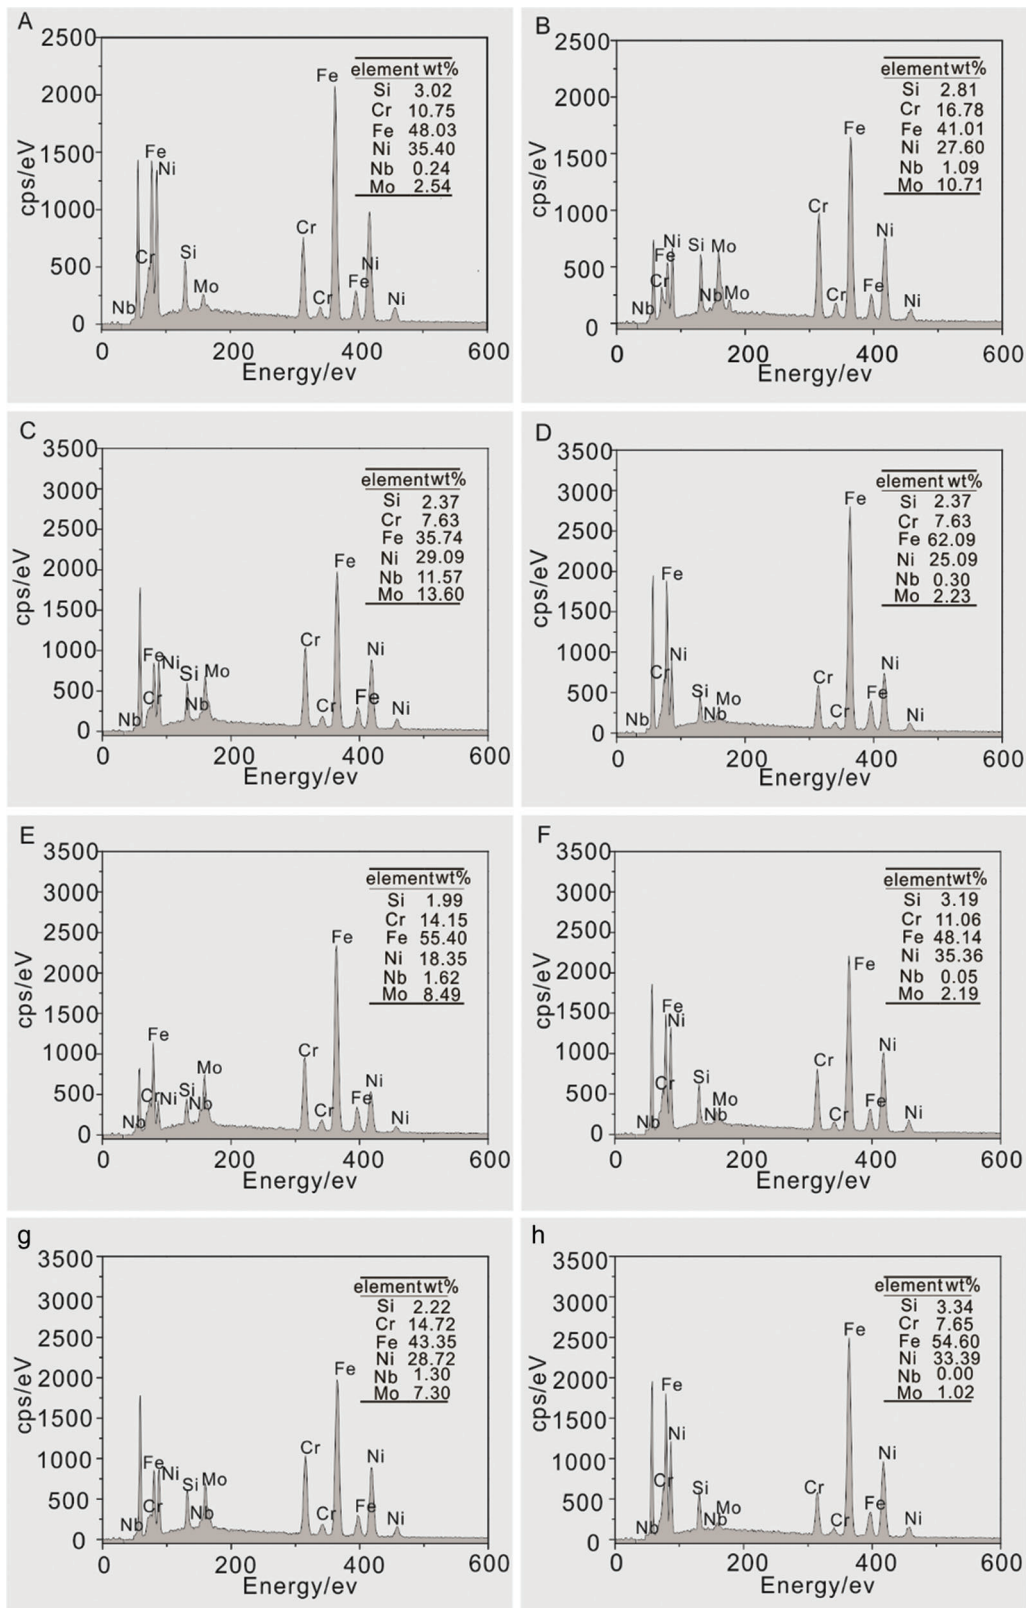 A
2500
2000
1500
1000
500
0
cps/eV
0 200 400 600
Energy/ev
element wt%
Si 3.02
Cr 10.75
Fe 48.03
Ni 35.40
Nb 0.24
Mo 2.54
Nb Cr Fe Ni Si Mo Cr Cr Fe Fe Ni Ni
B
2500
2000
1500
1000
500
0
cps/eV
0 200 400 600
Energy/ev
element wt%
Si 2.81
Cr 16.78
Fe 41.01
Ni 27.60
Nb 1.09
Mo 10.71
Nb Cr Fe Ni Si Nb Mo Mo Cr Cr Fe Fe Ni Ni
C
3500
3000
2500
2000
1500
1000
500
0
cps/eV
0 200 400 600
Energy/ev
element wt%
Si 2.37
Cr 7.63
Fe 35.74
Ni 29.09
Nb 11.57
Mo 13.60
Nb Cr Fe Ni Si Nb Mo Cr Cr Fe Fe Ni Ni
D
3500
3000
2500
2000
1500
1000
500
0
cps/eV
0 200 400 600
Energy/ev
element wt%
Si 2.37
Cr 7.63
Fe 62.09
Ni 25.09
Nb 0.30
Mo 2.23
Nb Cr Fe Ni Si Nb Mo Cr Cr Fe Fe Ni Ni
E
3500
3000
2500
2000
1500
1000
500
0
cps/eV
0 200 400 600
Energy/ev
element wt%
Si 1.99
Cr 14.15
Fe 55.40
Ni 18.35
Nb 1.62
Mo 8.49
Nb Cr Fe Ni Si Nb Mo Cr Cr Fe Fe Ni Ni
F
3500
3000
2500
2000
1500
1000
500
0
cps/eV
0 200 400 600
Energy/ev
element wt%
Si 3.19
Cr 11.06
Fe 48.14
Ni 35.36
Nb 0.05
Mo 2.19
Nb Cr Fe Ni Si Nb Mo Cr Cr Fe Fe Ni Ni
g
3500
3000
2500
2000
1500
1000
500
0
cps/eV
0 200 400 600
Energy/ev
element wt%
Si 2.22
Cr 14.72
Fe 43.35
Ni 28.72
Nb 1.30
Mo 7.30
Nb Cr Fe Ni Si Nb Mo Cr Cr Fe Fe Ni Ni
h
3500
3000
2500
2000
1500
1000
500
0
cps/eV
0 200 400 600
Energy/ev
element wt%
Si 3.34
Cr 7.65
Fe 54.60
Ni 33.39
Nb 0.00
Mo 1.02
Nb Cr Fe Ni Si Nb Mo Cr Cr Fe Fe Ni Ni